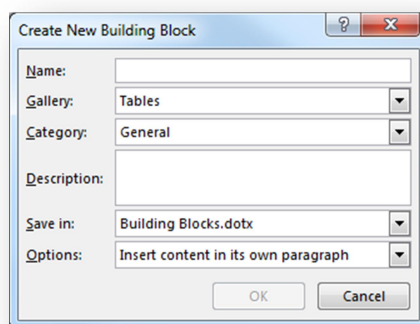 Create New Building Block
Name:
Gallery: Tables
Category: General
Description:
Save in: Building Blocks.dotx
Options: Insert content in its own paragraph
OK Cancel